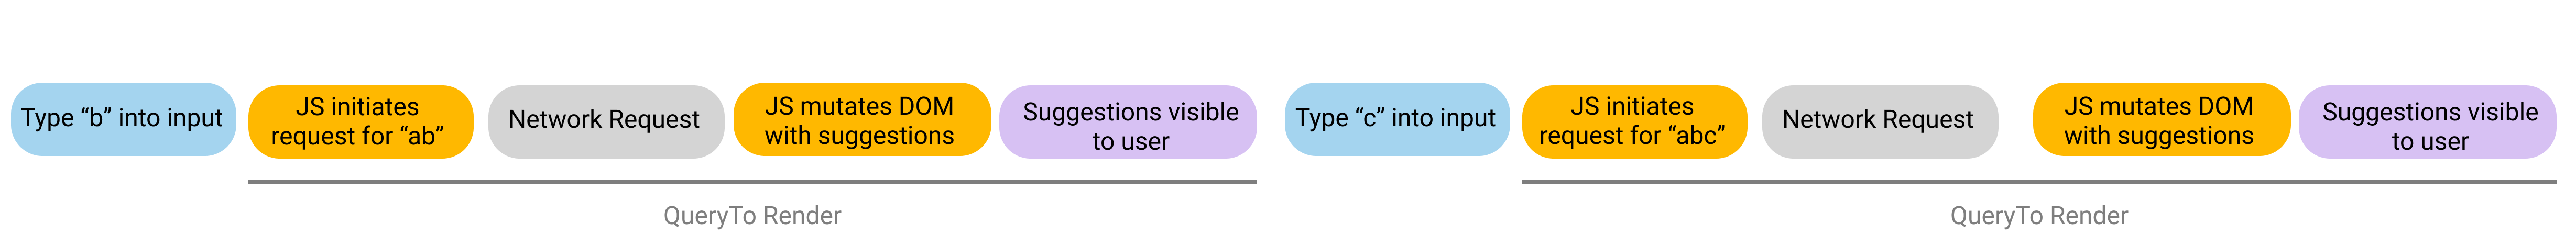 Type “b” into input
JS initiates
request for “ab”
Network Request
JS mutates DOM
with suggestions
Suggestions visible
to user
Type “c” into input
JS initiates
request for “abc”
Network Request
JS mutates DOM
with suggestions
Suggestions visible
to user
QueryTo Render
QueryTo Render